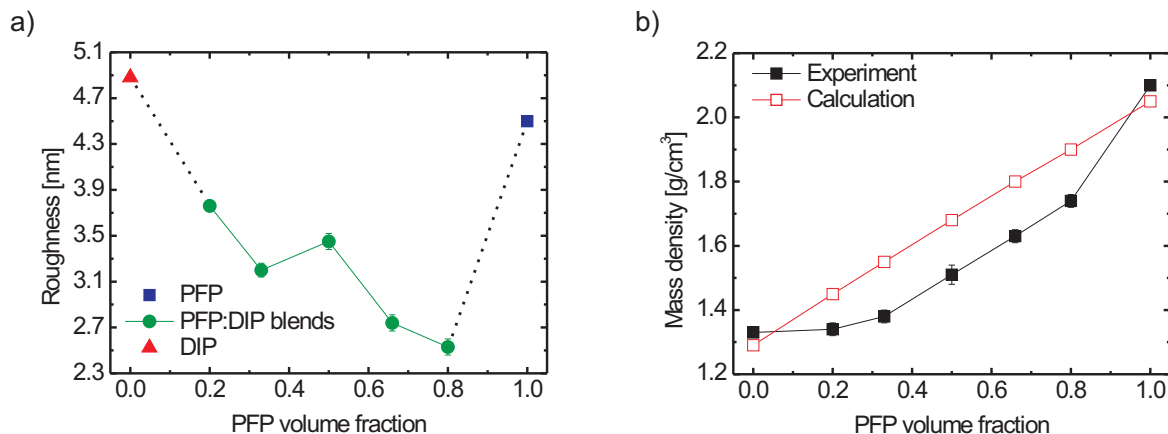 a)
5.1
4.7
4.3
3.9
3.5
3.1
2.7
2.3
Roughness [nm]
PFP
PFP:DIP blends
DIP
0.0 0.2 0.4 0.6 0.8 1.0
PFP volume fraction
b)
2.2
2.0
1.8
1.6
1.4
1.2
Mass density [g/cm³]
Experiment
Calculation
0.0 0.2 0.4 0.6 0.8 1.0
PFP volume fraction